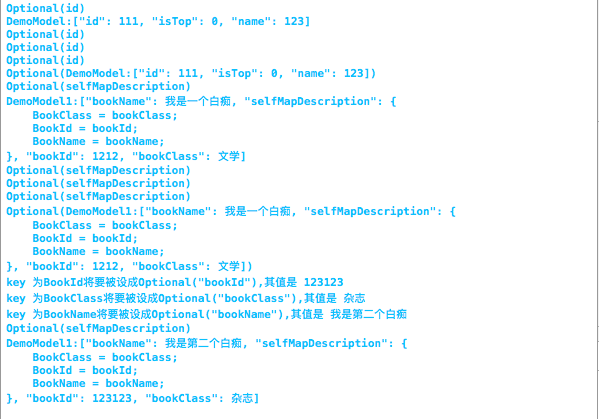 Optional(id)
DemoModel:["id": 111, "isTop": 0, "name": 123]
Optional(id)
Optional(id)
Optional(id)
Optional(DemoModel:["id": 111, "isTop": 0, "name": 123])
Optional(selfMapDescription)
DemoModel1:["bookName": 我是一个白痴, "selfMapDescription": {
    BookClass = bookClass;
    BookId = bookId;
    BookName = bookName;
}, "bookId": 1212, "bookClass": 文学]
Optional(selfMapDescription)
Optional(selfMapDescription)
Optional(selfMapDescription)
Optional(DemoModel1:["bookName": 我是一个白痴, "selfMapDescription": {
    BookClass = bookClass;
    BookId = bookId;
    BookName = bookName;
}, "bookId": 1212, "bookClass": 文学])
key 为BookId将要被设成Optional("bookId"),其值是 123123
key 为BookClass将要被设成Optional("bookClass"),其值是 杂志
key 为BookName将要被设成Optional("bookName"),其值是 我是第二个白痴
Optional(selfMapDescription)
DemoModel1:["bookName": 我是第二个白痴, "selfMapDescription": {
    BookClass = bookClass;
    BookId = bookId;
    BookName = bookName;
}, "bookId": 123123, "bookClass": 杂志]